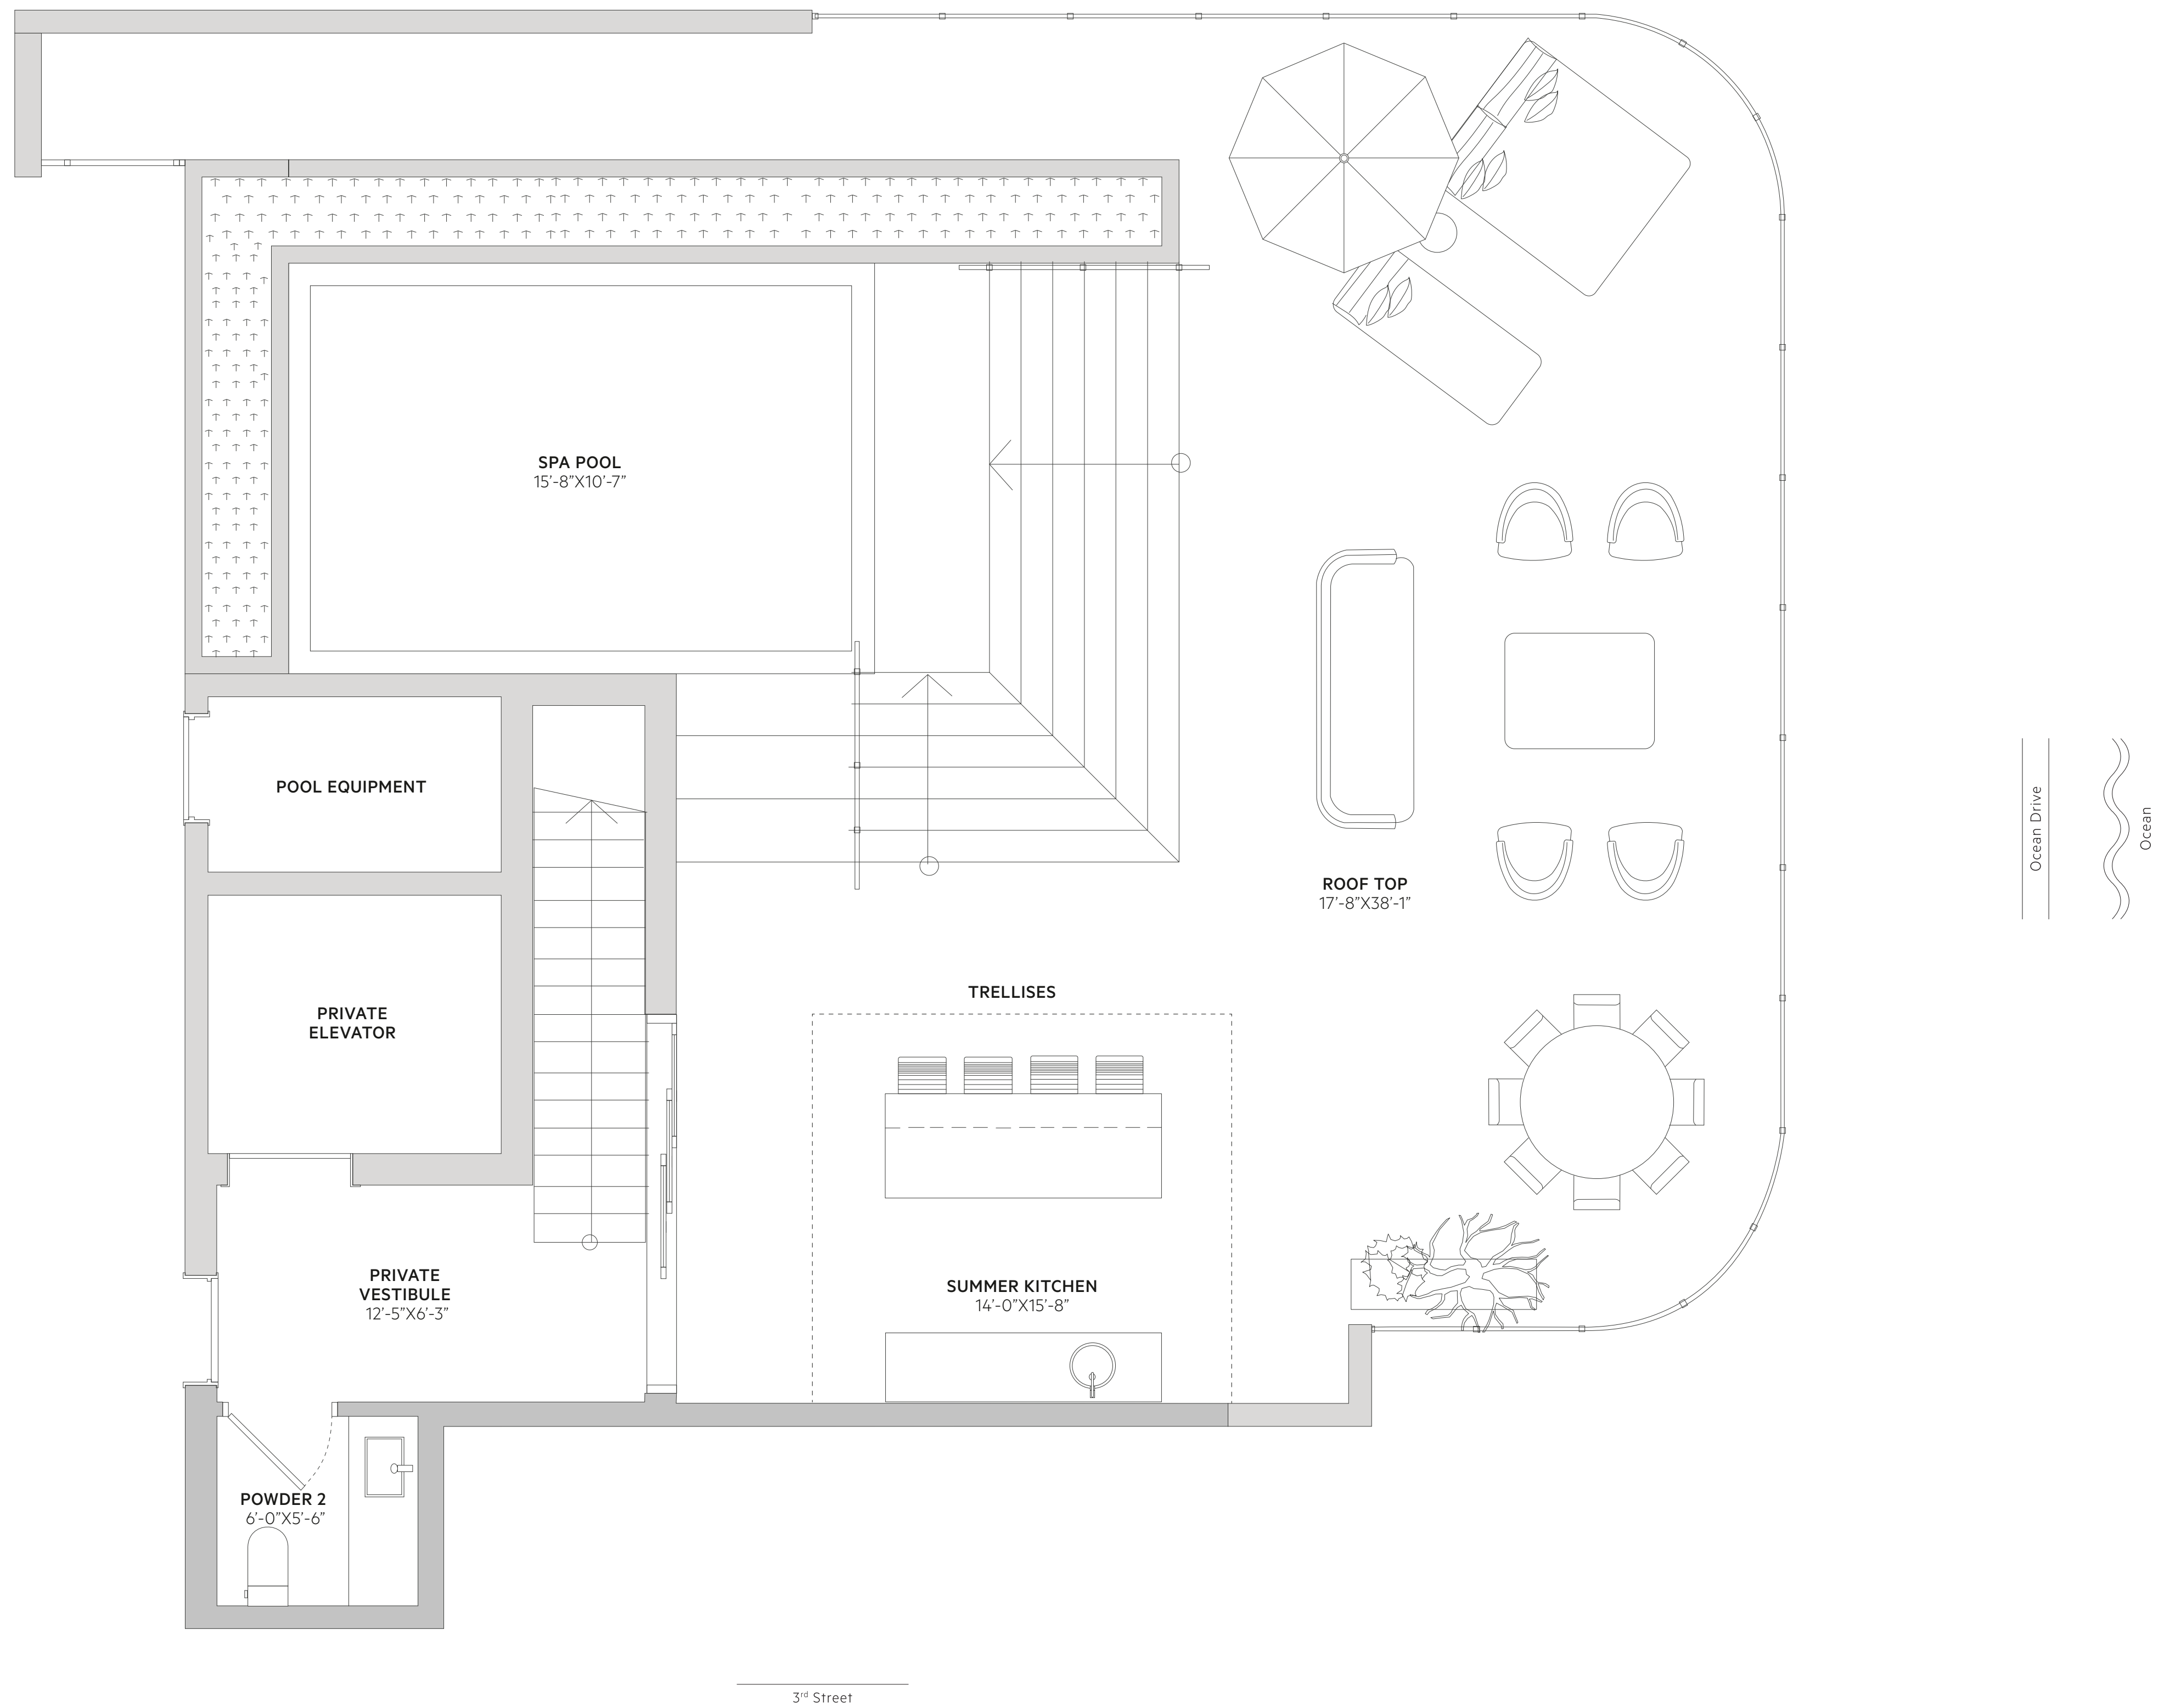 SPA POOL
15'-8”X10'-7”
POOL EQUIPMENT
ROOF TOP
17'-8”X38'-1”
Ocean Drive
Ocean
TRELLISES
PRIVATE
ELEVATOR
PRIVATE
VESTIBULE
12'-5”X6'-3”
SUMMER KITCHEN
14'-0”X15'-8”
POWDER 2
6'-0”X5'-6”
3rd Street